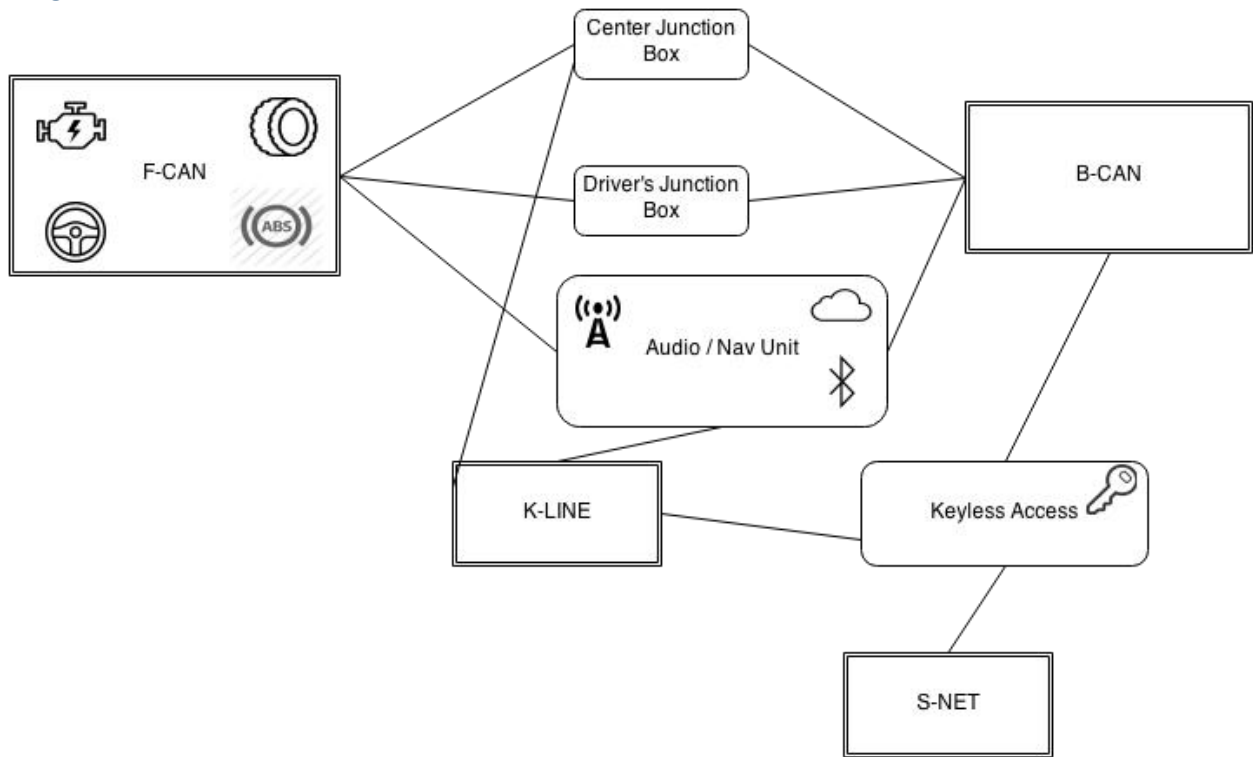 Center Junction
Box
F-CAN
ABS
Driver's Junction
Box
B-CAN
A
Audio / Nav Unit
K-LINE
Keyless Access
S-NET